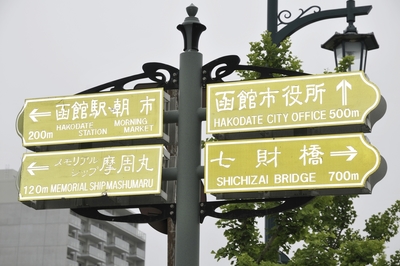 函館駅・朝市
200m HAKODATE MORNING
STATION MARKET
メモリアル
シップ 摩周丸
120m MEMORIAL SHIP MASHUMARU
函館市役所
HAKODATE CITY OFFICE 500m
七財橋
SHICHIZAI BRIDGE 700m